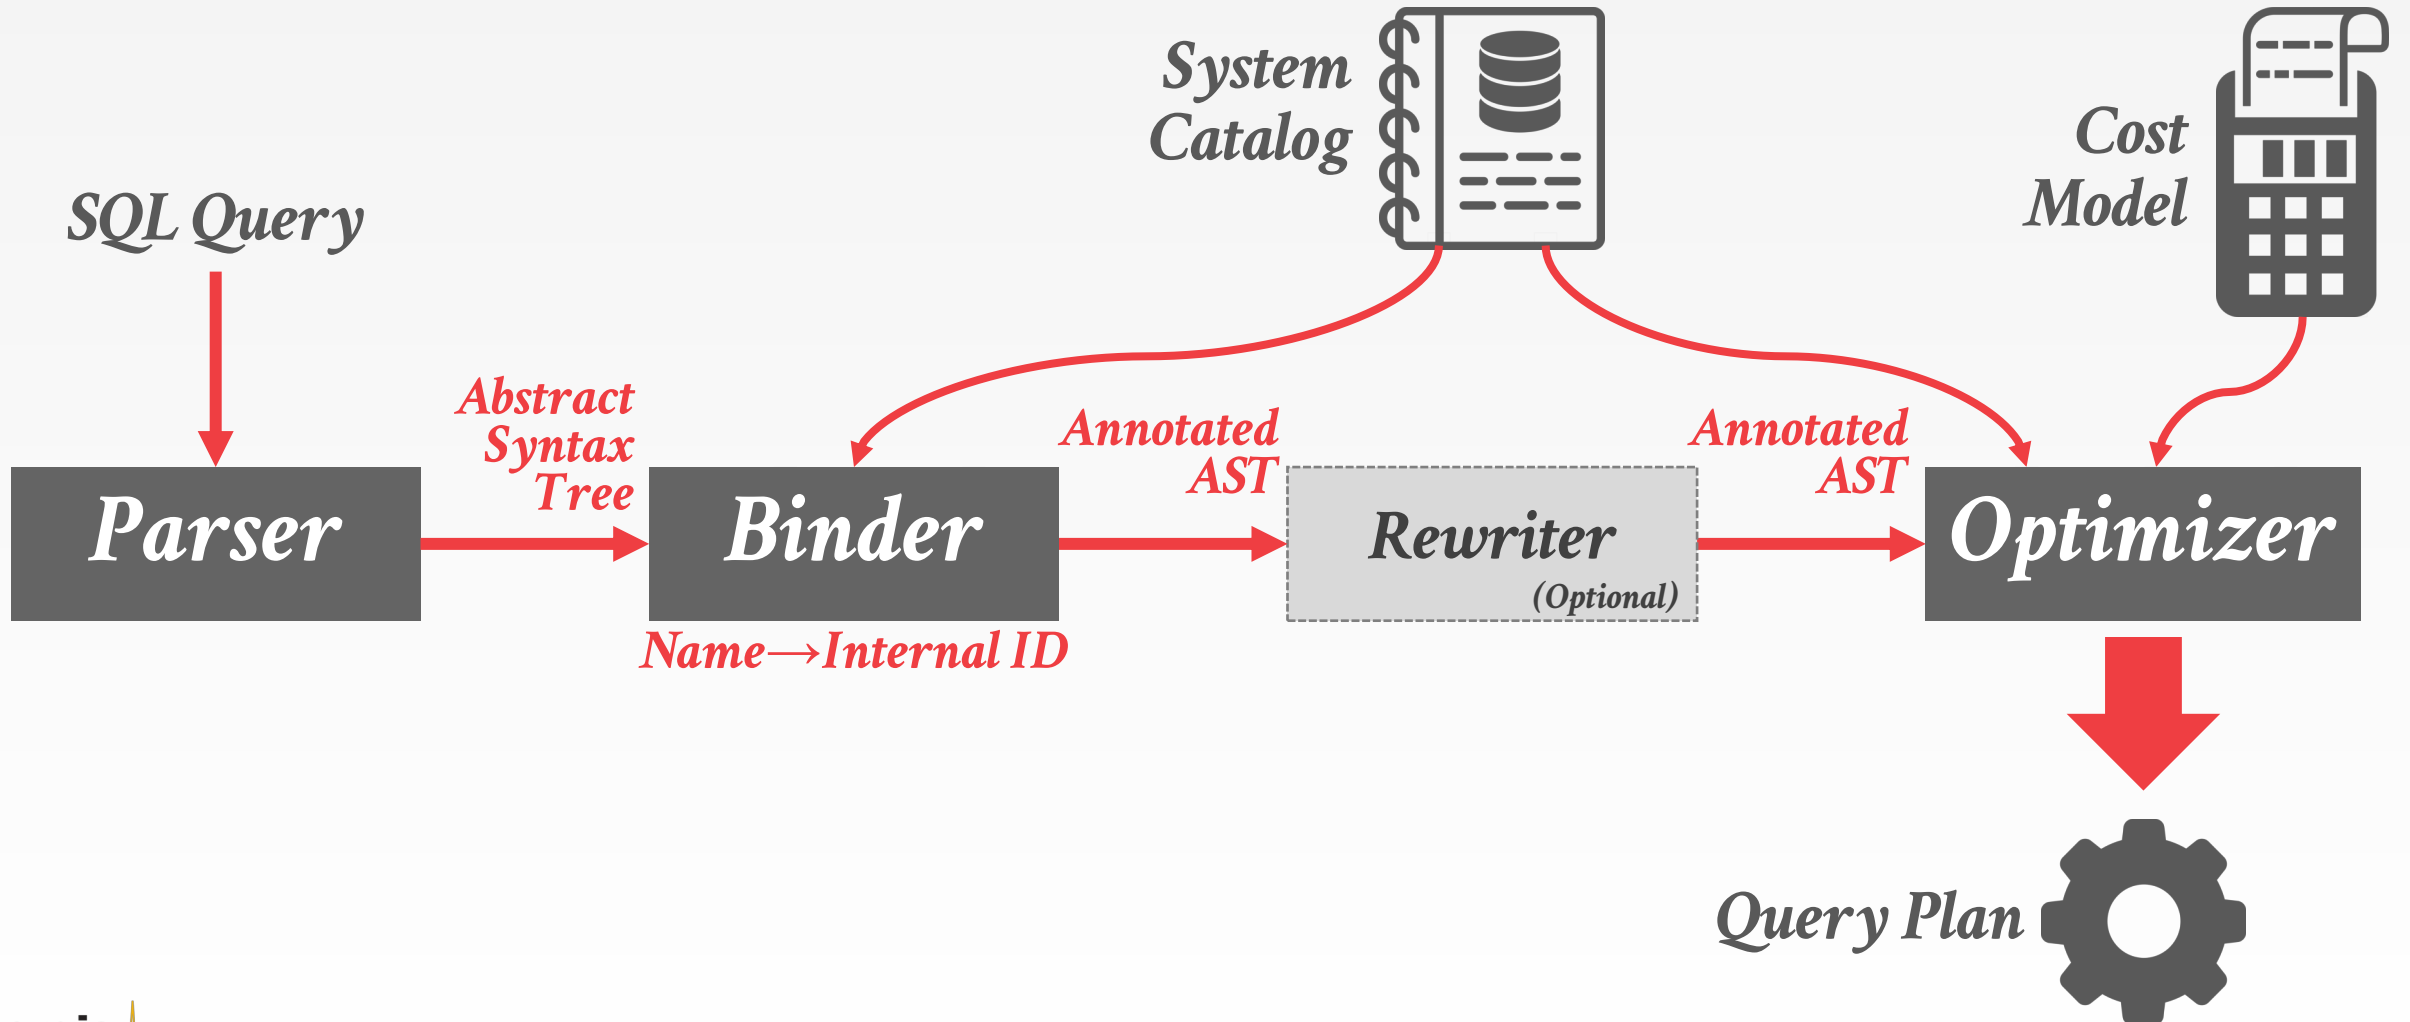 System
Catalog
Cost
Model
SQL Query
Abstract
Syntax
Tree
Annotated
AST
Annotated
AST
Parser
Binder
Rewriter
(Optional)
Optimizer
Name→Internal ID
Query Plan